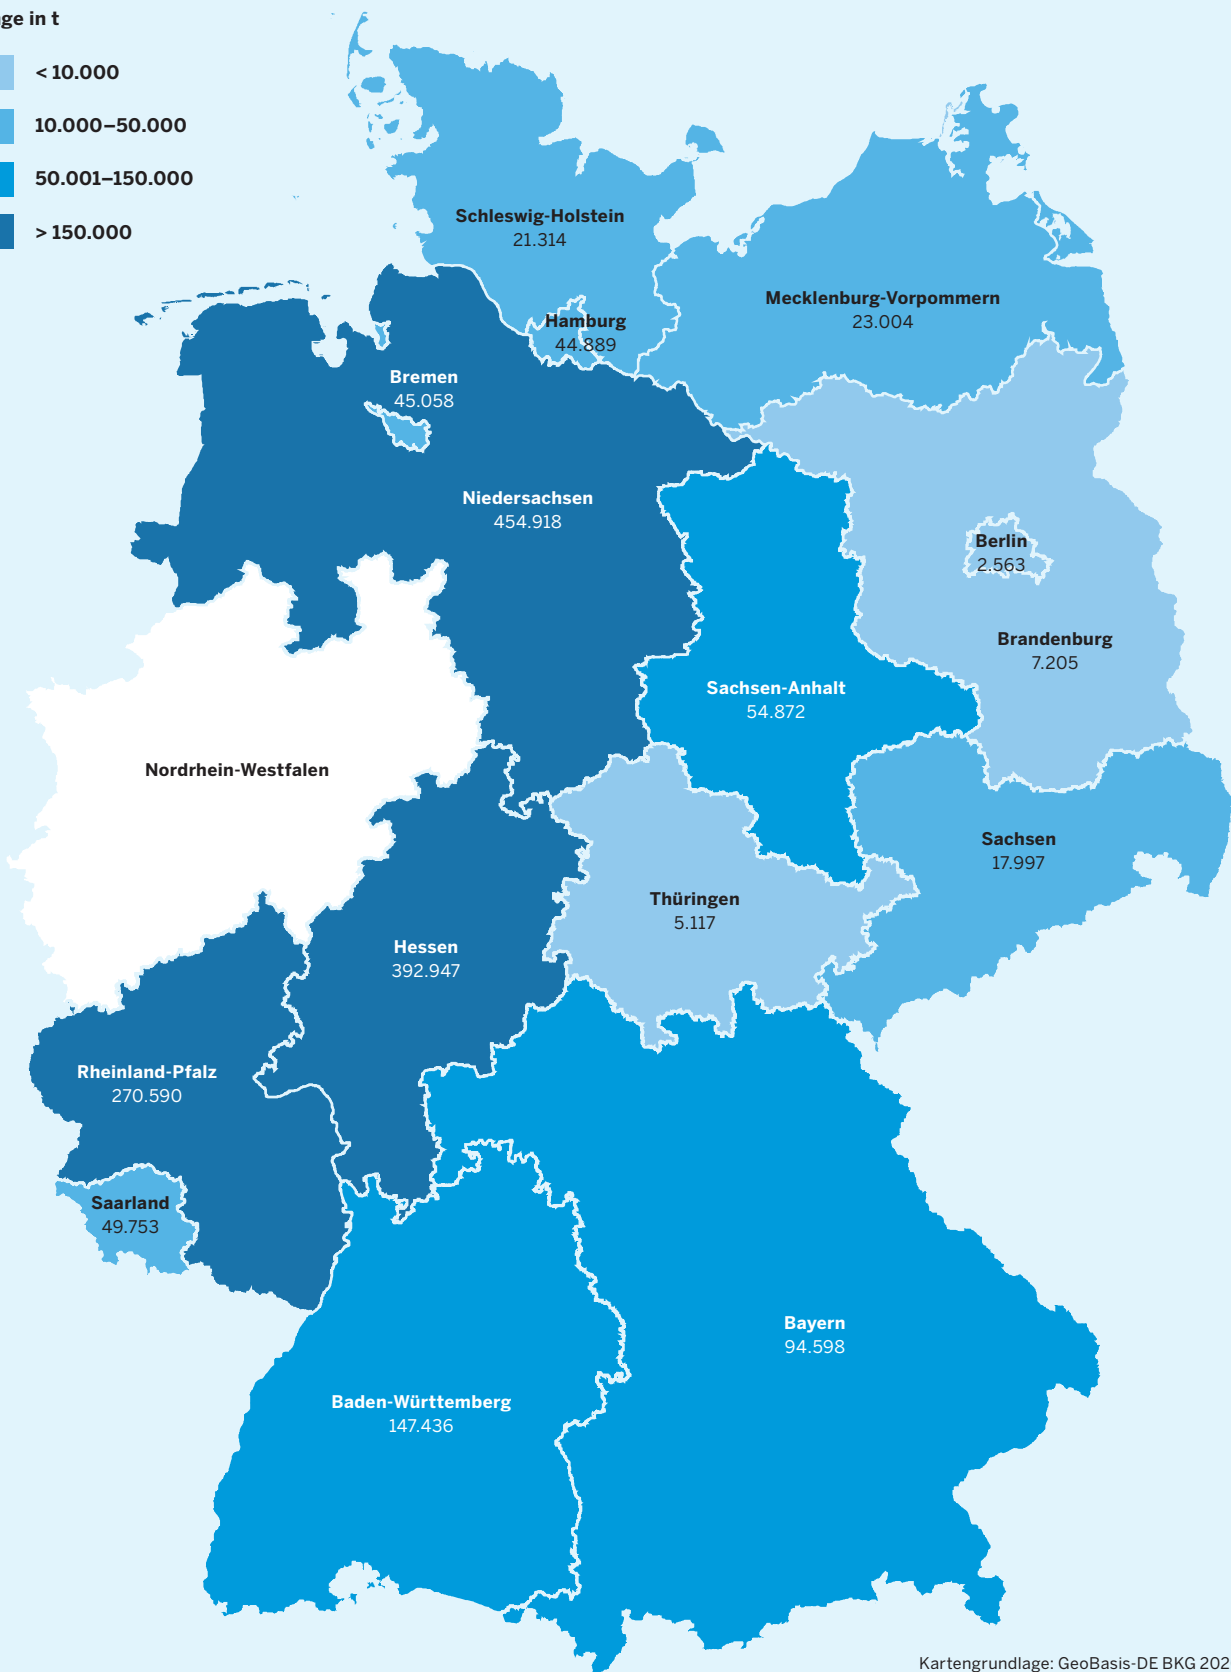 ge in t
< 10.000
10.000–50.000
50.001–150.000
> 150.000
Schleswig-Holstein
21.314
Mecklenburg-Vorpommern
23.004
Hamburg
44.889
Bremen
45.058
Niedersachsen
454.918
Berlin
2.563
Brandenburg
7.205
Sachsen-Anhalt
54.872
Nordrhein-Westfalen
Sachsen
17.997
Thüringen
5.117
Hessen
392.947
Rheinland-Pfalz
270.590
Saarland
49.753
Bayern
94.598
Baden-Württemberg
147.436
Kartengrundlage: GeoBasis-DE BKG 202